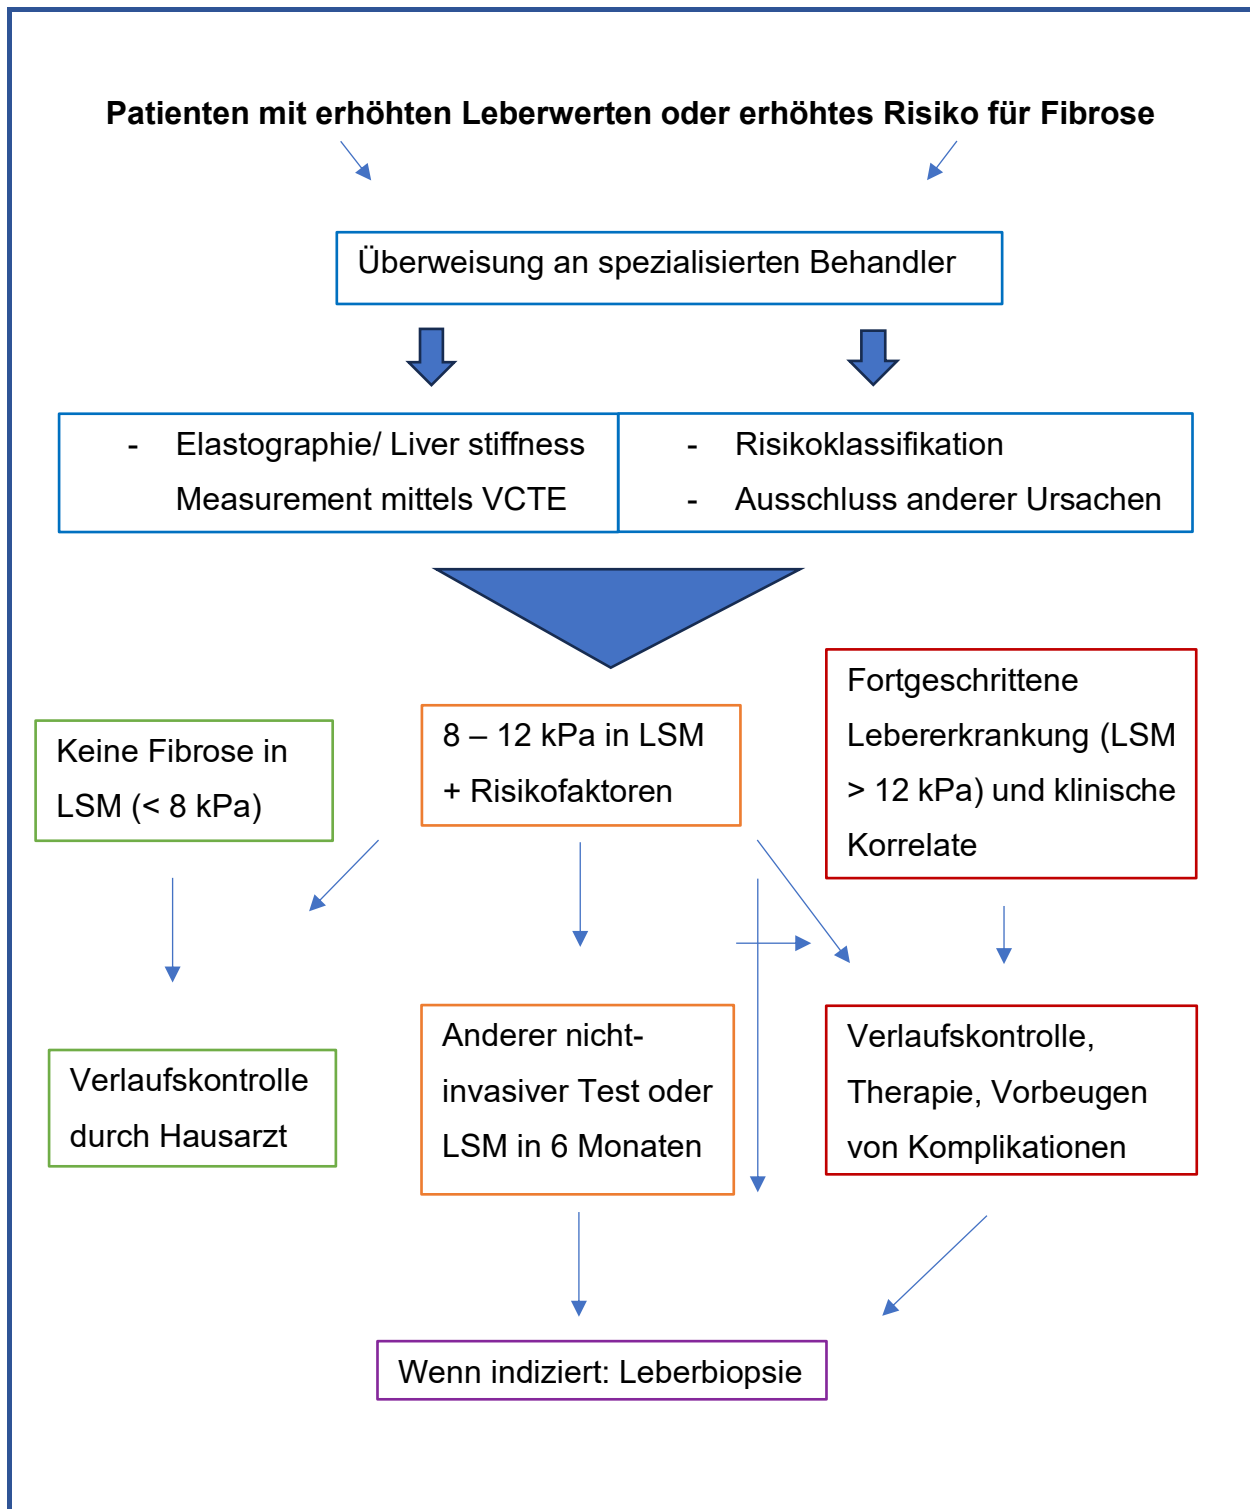 Patienten mit erhöhten Leberwerten oder erhöhtes Risiko für Fibrose
Überweisung an spezialisierten Behandler
- Elastographie/ Liver stiffness
Measurement mittels VCTE
- Risikoklassifikation
- Ausschluss anderer Ursachen
Keine Fibrose in
LSM (< 8 kPa)
8 – 12 kPa in LSM
+ Risikofaktoren
Fortgeschrittene
Lebererkrankung (LSM
> 12 kPa) und klinische
Korrelate
Verlaufskontrolle
durch Hausarzt
Anderer nicht-
invasiver Test oder
LSM in 6 Monaten
Verlaufskontrolle,
Therapie, Vorbeugen
von Komplikationen
Wenn indiziert: Leberbiopsie